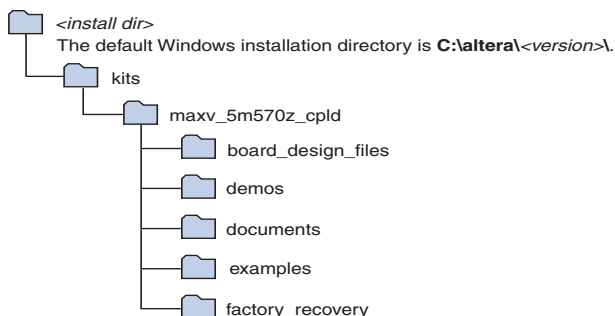 <install dir>
The default Windows installation directory is C:\altera\<version>\.
kits
maxv_5m570z_cpld
board_design_files
demos
documents
examples
factory_recovery